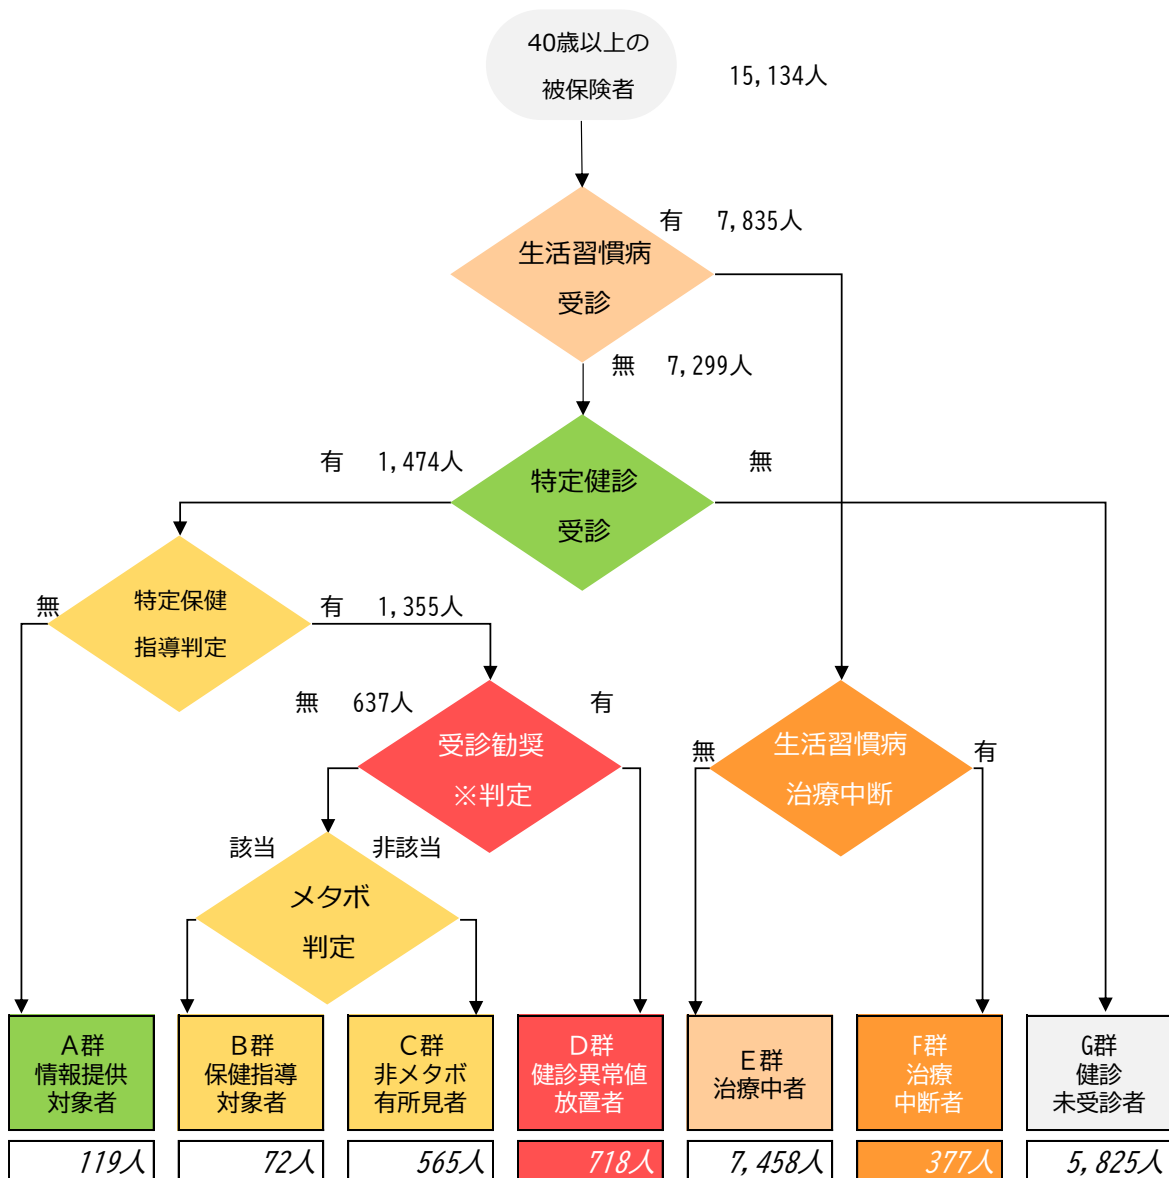 40歳以上の
被保険者
15,134人
有 7,835人
生活習慣病
受診
無 7,299人
有 1,474人
特定健診
受診
無
無
特定保健
指導判定
有 1,355人
無 637人
受診勧奨
※判定
有
無
生活習慣病
治療中断
有
該当
非該当
メタボ
判定
A群
情報提供
対象者
B群
保健指導
対象者
C群
非メタボ
有所見者
D群
健診異常値
放置者
E群
治療中者
F群
治療
中断者
G群
健診
未受診者
119人
72人
565人
718人
7,458人
377人
5,825人